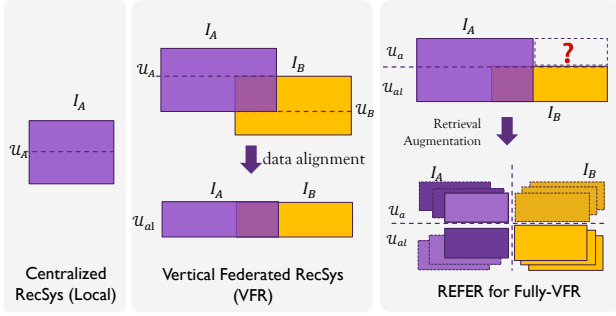 I_A
U_A
Centralized
RecSys (Local)
I_A
U_A
I_B
U_B
data alignment
I_A
I_B
U_al
Vertical Federated RecSys
(VFR)
I_A
U_a
?
U_al
I_B
Retrieval
Augmentation
I_A
I_B
U_a
U_al
REFER for Fully-VFR